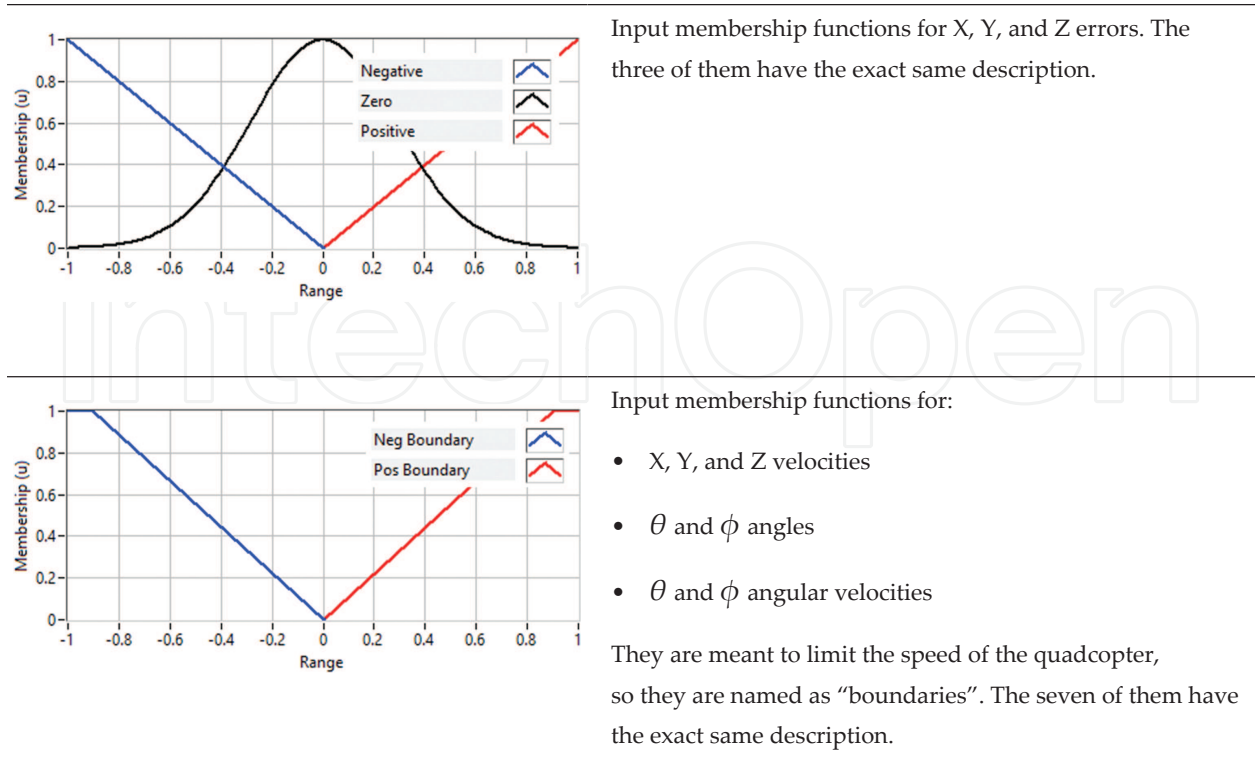 Input membership functions for X, Y, and Z errors. The
three of them have the exact same description.
Membership (u)
1
0.8
0.6
0.4
0.2
0
-1 -0.8 -0.6 -0.4 -0.2 0 0.2 0.4 0.6 0.8 1
Range
Negative
Zero
Positive
IntechOpen
Input membership functions for:
• X, Y, and Z velocities
• θ and ϕ angles
• θ and ϕ angular velocities
They are meant to limit the speed of the quadcopter,
so they are named as “boundaries”. The seven of them have
the exact same description.
Membership (u)
1
0.8
0.6
0.4
0.2
0
-1 -0.8 -0.6 -0.4 -0.2 0 0.2 0.4 0.6 0.8 1
Range
Neg Boundary
Pos Boundary